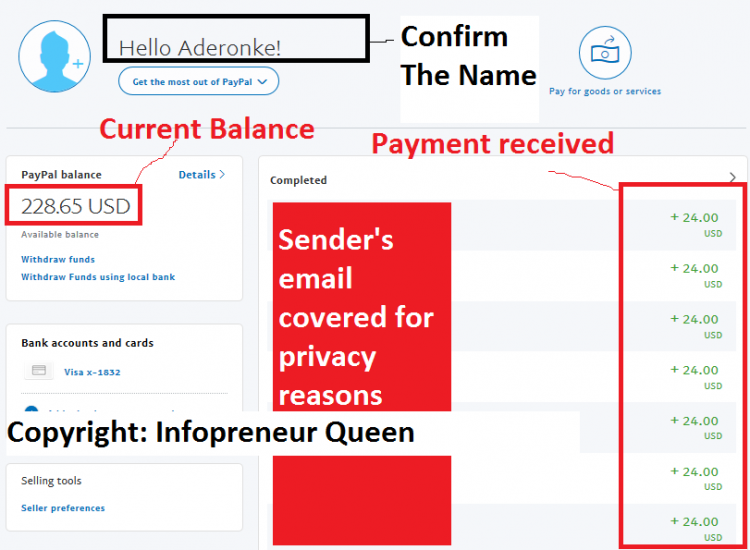 Hello Aderonke!
Get the most out of PayPal
Confirm
The Name
Pay for goods or services
Current Balance
Payment received
PayPal balance
Details
228.65 USD
Available balance
Withdraw funds
Withdraw Funds using local bank
Completed
Sender's
email
covered for
privacy
reasons
+ 24.00
USD
+ 24.00
USD
+ 24.00
USD
+ 24.00
USD
+ 24.00
USD
+ 24.00
USD
+ 24.00
USD
Bank accounts and cards
Visa x-1832
Copyright: Infopreneur Queen
Selling tools
Seller preferences